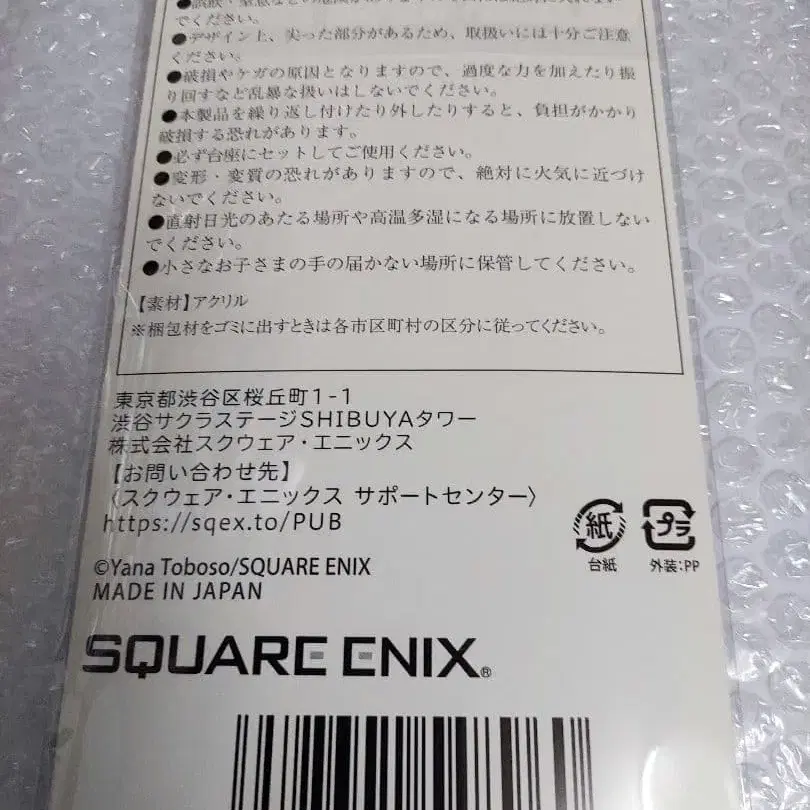 でください。
●デザイン上、尖った部分があるため、取扱いには十分ご注意
ください。
●破損やケガの原因となりますので、過度な力を加えたり振
り回すなど乱暴な扱いはしないでください。
●本製品を繰り返し付けたり外したりすると、負担がかかり
破損する恐れがあります。
●必ず台座にセットしてご使用ください。
●変形・変質の恐れがありますので、絶対に火気に近づけ
ないでください。
●直射日光のあたる場所や高温多湿になる場所に放置しない
でください。
●小さなお子さまの手の届かない場所に保管してください。
【素材】アクリル
※梱包材をゴミに出すときは各市区町村の区分に従ってください。
東京都渋谷区桜丘町1-1
渋谷サクラステージSHIBUYAタワー
株式会社スクウェア・エニックス
【お問い合わせ先】
〈スクウェア・エニックス サポートセンター〉
https://sqex.to/PUB
紙 プラ
台紙 外装:PP
©Yana Toboso/SQUARE ENIX
MADE IN JAPAN
SQUARE ENIX®